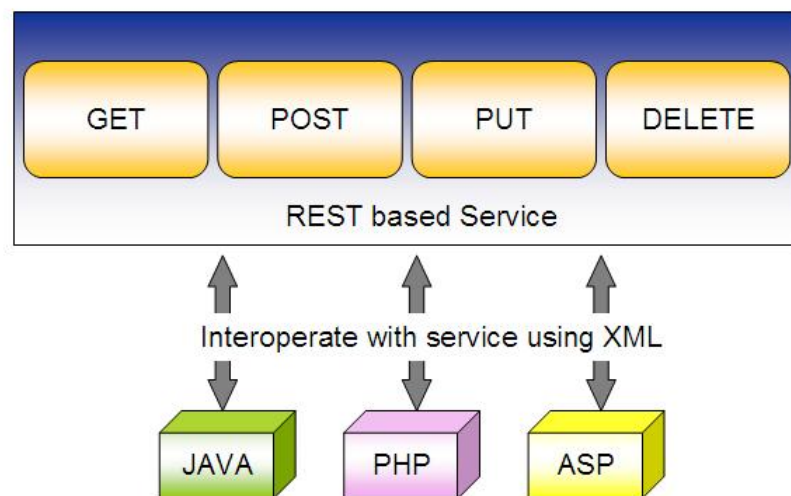 GET POST PUT DELETE
REST based Service
Interoperate with service using XML
JAVA PHP ASP